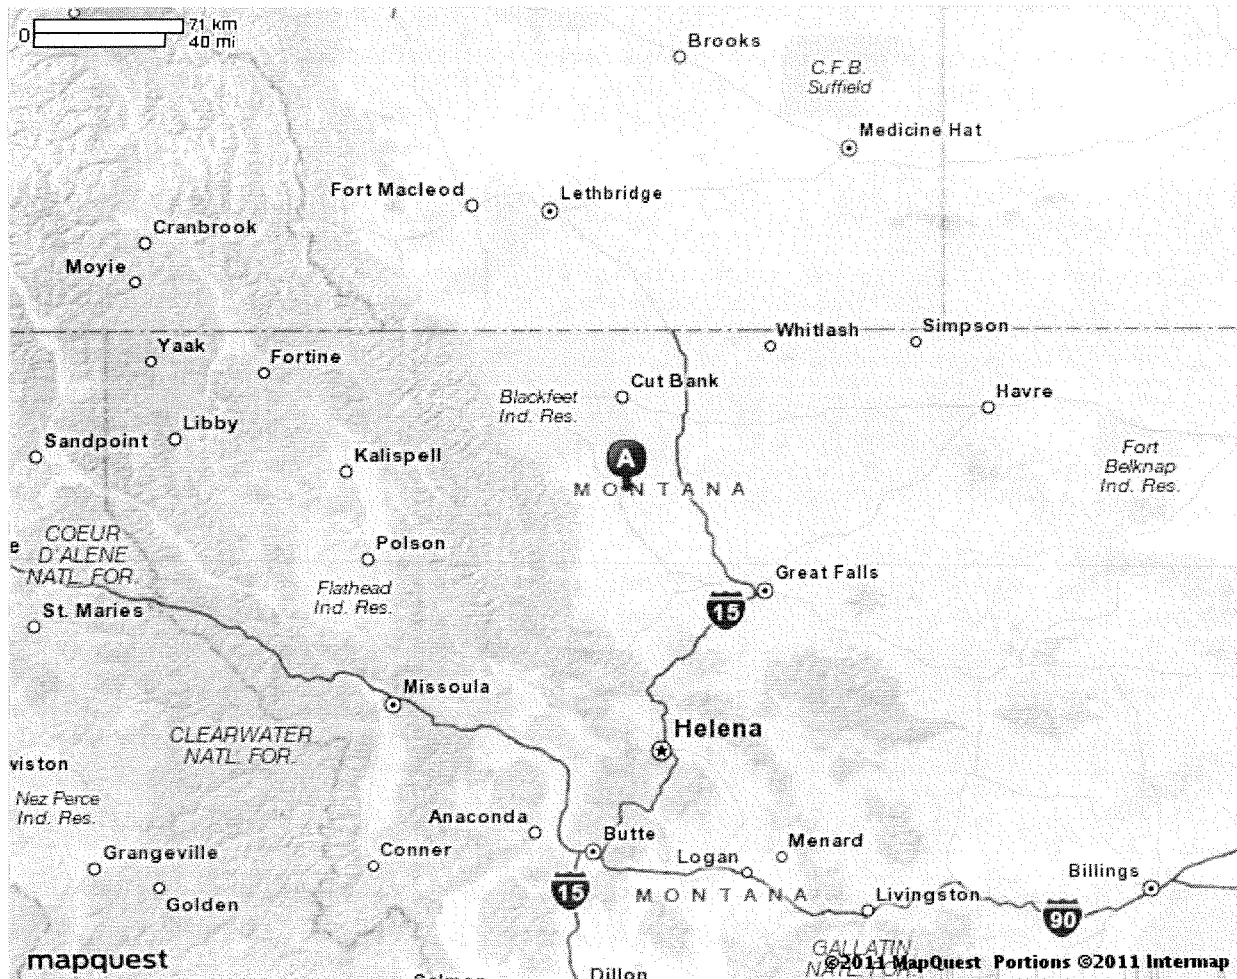 71 km
0
40 mi
Brooks
C.F.B.
Suffield
Medicine Hat
Fort Macleod
Lethbridge
Cranbrook
Moyie
Whitlash
Simpson
Yaak
Fortine
Cut Bank
Blackfeet
Ind. Res.
Havre
Libby
Sandpoint
Kalispell
A
MONTANA
Fort
Belknap
Ind. Res.
COEUR
D'ALENE
NATL. FOR.
e
Polson
Flathead
Ind. Res.
Great Falls
15
St. Maries
Missoula
Helena
CLEARWATER
NATL. FOR.
wiston
Nez Perce
Ind. Res.
Anaconda
Butte
Menard
Conner
Logan
Grangeville
Billings
15
MONTANA
Livingston
Golden
90
GALLATIN
mapquest
Salmon
Dillon
©2011 MapQuest Portions ©2011 Intermap